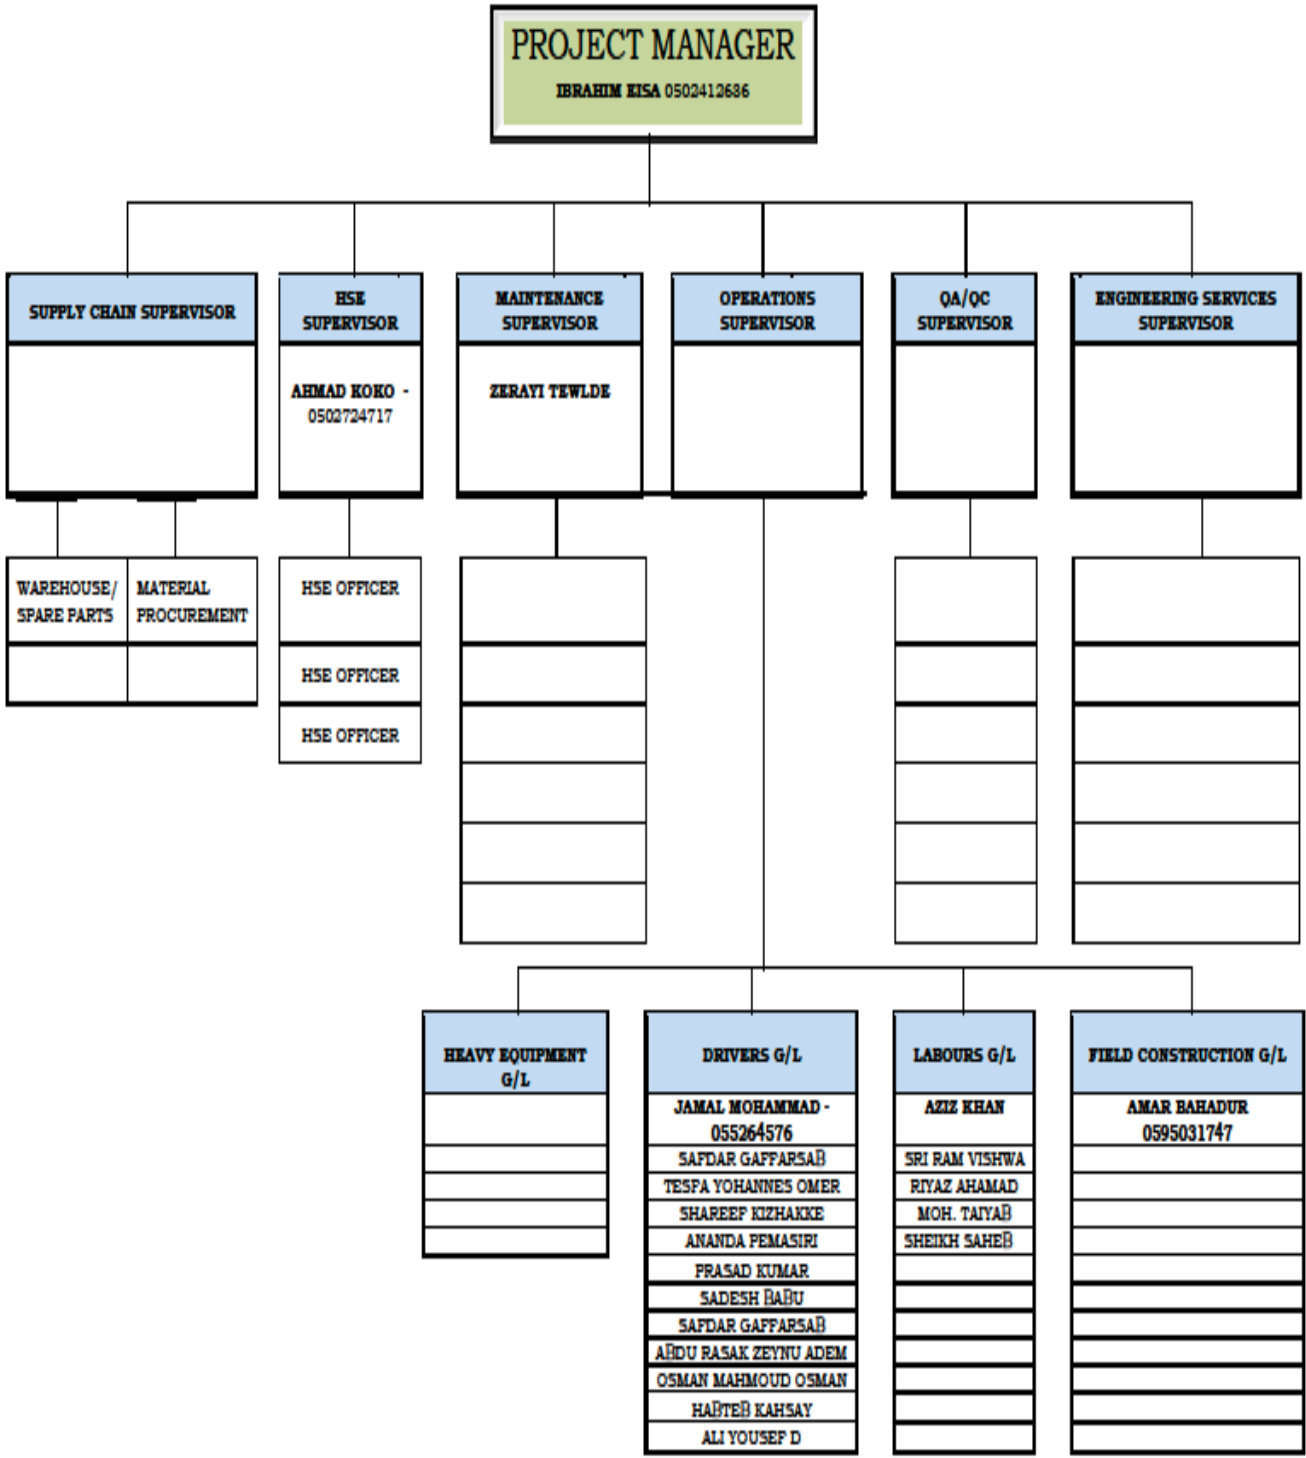 PROJECT MANAGER
IBRAHIM EISA 0502412686
SUPPLY CHAIN SUPERVISOR
HSE
SUPERVISOR
MAINTENANCE
SUPERVISOR
OPERATIONS
SUPERVISOR
QA/QC
SUPERVISOR
ENGINEERING SERVICES
SUPERVISOR
AHMAD KOKO -
0502724717
ZERAYI TEWLDE
WAREHOUSE/
SPARE PARTS
MATERIAL
PROCUREMENT
HSE OFFICER
HSE OFFICER
HSE OFFICER
HEAVY EQUIPMENT
G/L
DRIVERS G/L
JAMAL MOHAMMAD -
055264576
SAFDAR GAFFARSAB
TESFA YOHANNES OMER
SHAREEF KIZHAKKE
ANANDA PEMASIRI
PRASAD KUMAR
SADESH BABU
SAFDAR GAFFARSAB
ABDU RASAK ZEYNU ADEM
OSMAN MAHMOUD OSMAN
HABTEB KAHSAY
ALI YOUSEF D
LABOURS G/L
AZIZ KHAN
SRI RAM VISHWA
RIYAZ AHAMAD
MOH. TAIYAB
SHEIKH SAHEB
FIELD CONSTRUCTION G/L
AMAR BAHADUR
0595031747